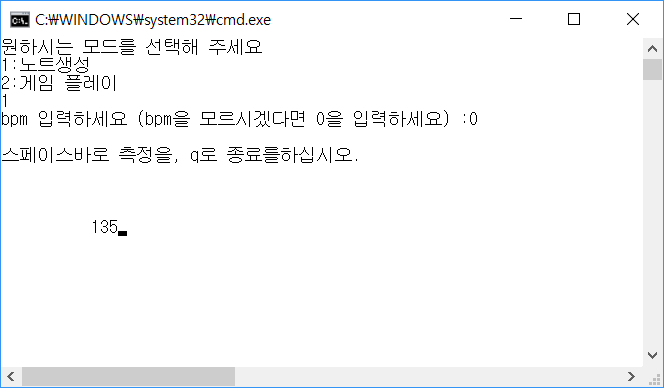 C:\WINDOWS\system32\cmd.exe
원하시는 모드를 선택해 주세요
1:노트생성
2:게임 플레이
1
bpm 입력하세요 (bpm을 모르시겠다면 0을 입력하세요) :0
스페이스바로 측정을, q로 종료를하십시오.
135